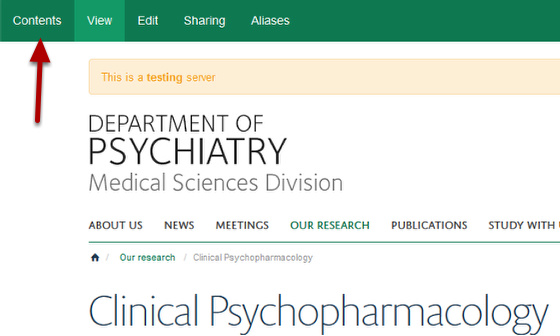 Contents View Edit Sharing Aliases
This is a testing server
DEPARTMENT OF
PSYCHIATRY
Medical Sciences Division
ABOUT US NEWS MEETINGS OUR RESEARCH PUBLICATIONS STUDY WITH
/ Our research / Clinical Psychopharmacology
Clinical Psychopharmacology